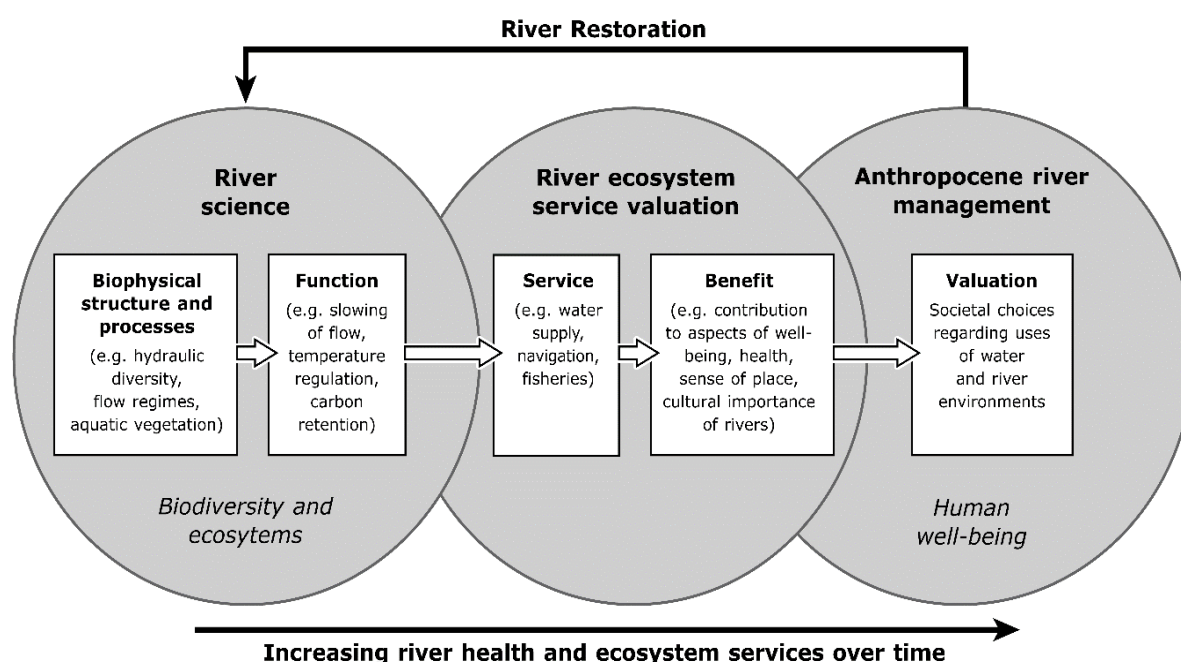 River Restoration
River
science
River ecosystem
service valuation
Anthropocene river
management
Biophysical
structure and
processes
(e.g. hydraulic
diversity,
flow regimes,
aquatic vegetation)
Function
(e.g. slowing
of flow,
temperature
regulation,
carbon
retention)
Service
(e.g. water
supply,
navigation,
fisheries)
Benefit
(e.g. contribution
to aspects of well-
being, health,
sense of place,
cultural importance
of rivers)
Valuation
Societal choices
regarding uses
of water
and river
environments
Biodiversity and
ecosytems
Human
well-being
Increasing river health and ecosystem services over time